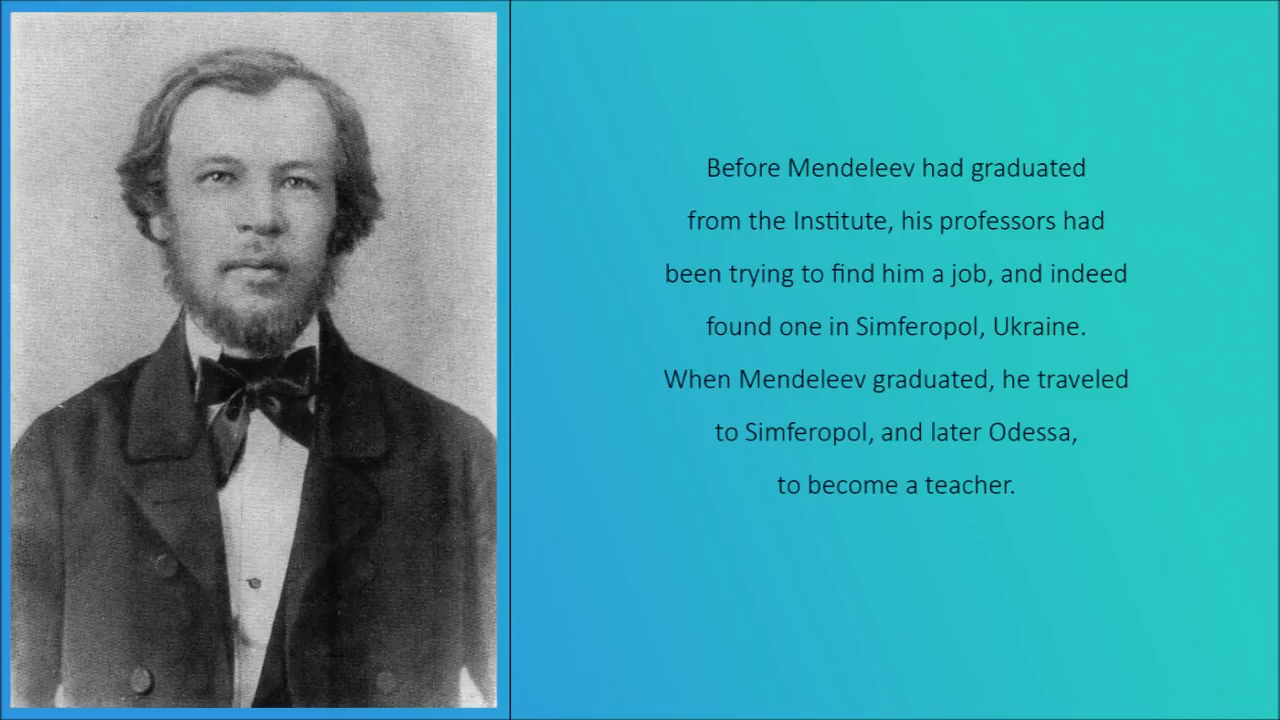 Before Mendeleev had graduated
from the Institute, his professors had
been trying to find him a job, and indeed
found one in Simferopol, Ukraine.
When Mendeleev graduated, he traveled
to Simferopol, and later Odessa,
to become a teacher.